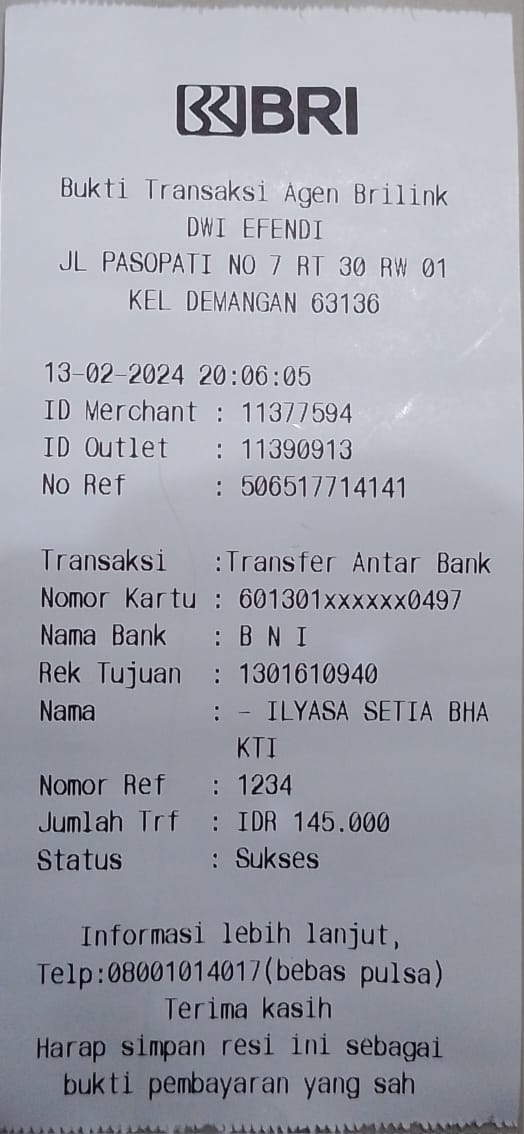 BRI
Bukti Transaksi Agen Brilink
DWI EFENDI
JL PASOPATI NO 7 RT 30 RW 01
KEL DEMANGAN 63136
13-02-2024 20:06:05
ID Merchant : 11377594
ID Outlet : 11390913
No Ref : 506517714141
Transaksi :Transfer Antar Bank
Nomor Kartu : 601301xxxxxx0497
Nama Bank : B N I
Rek Tujuan : 1301610940
Nama : - ILYASA SETIA BHA
KTI
Nomor Ref : 1234
Jumlah Trf : IDR 145.000
Status : Sukses
Informasi lebih lanjut,
Telp:08001014017(bebas pulsa)
Terima kasih
Harap simpan resi ini sebagai
bukti pembayaran yang sah